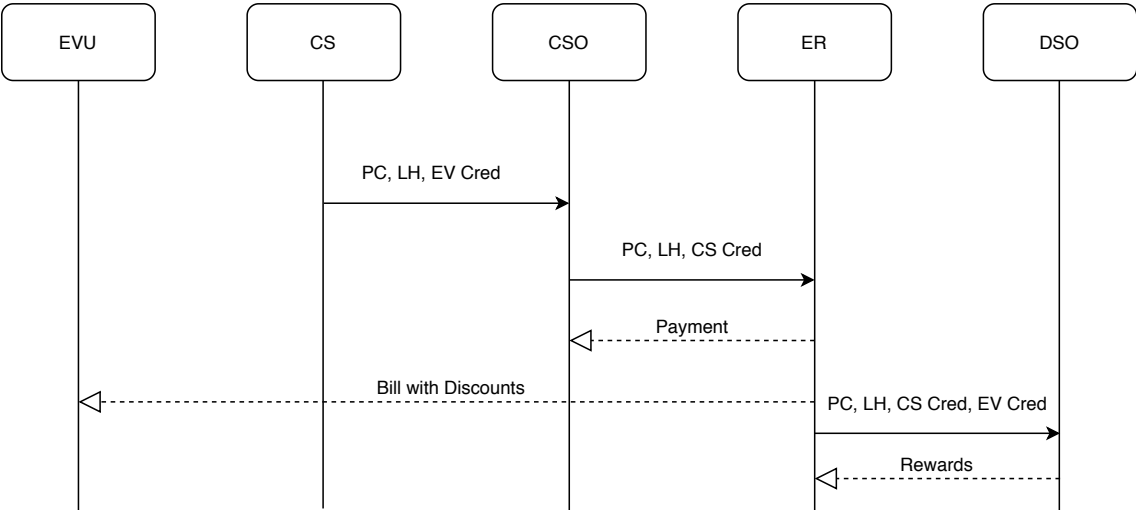 EVU
CS
CSO
ER
DSO
PC, LH, EV Cred
PC, LH, CS Cred
Payment
Bill with Discounts
PC, LH, CS Cred, EV Cred
Rewards